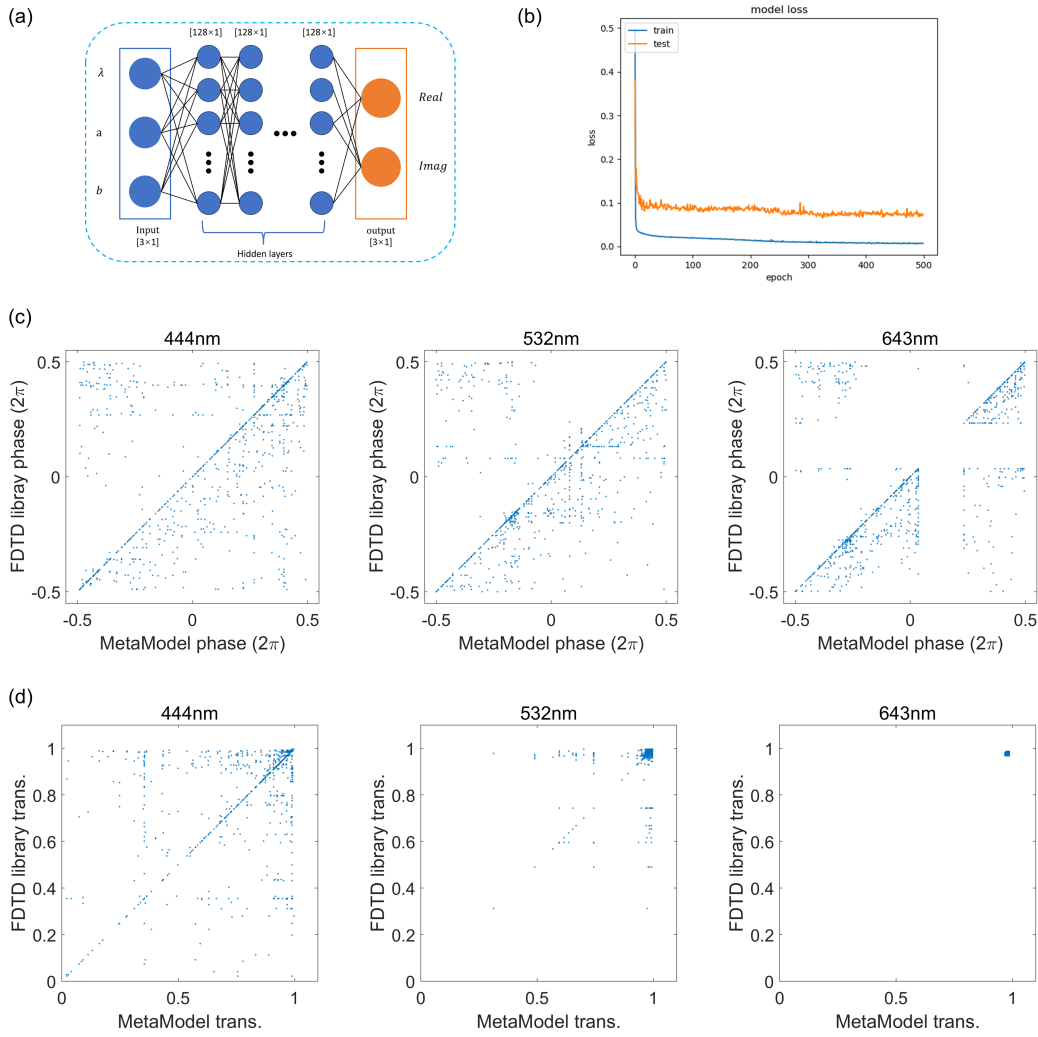 (a)
[128×1] [128×1] [128×1]
λ
a
b
Real
Imag
Input
[3×1]
output
[3×1]
Hidden layers
(b)
model loss
train
test
0.5
0.4
0.3
0.2
0.1
0.0
loss
0 100 200 300 400 500
epoch
(c)
444nm
0.5
0
-0.5
FDTD libray phase (2π)
-0.5 0 0.5
MetaModel phase (2π)
532nm
0.5
0
-0.5
FDTD libray phase (2π)
-0.5 0 0.5
MetaModel phase (2π)
643nm
0.5
0
-0.5
FDTD libray phase (2π)
-0.5 0 0.5
MetaModel phase (2π)
(d)
444nm
1
0.8
0.6
0.4
0.2
0
FDTD library trans.
0 0.5 1
MetaModel trans.
532nm
1
0.8
0.6
0.4
0.2
0
FDTD library trans.
0 0.5 1
MetaModel trans.
643nm
1
0.8
0.6
0.4
0.2
0
FDTD library trans.
0 0.5 1
MetaModel trans.